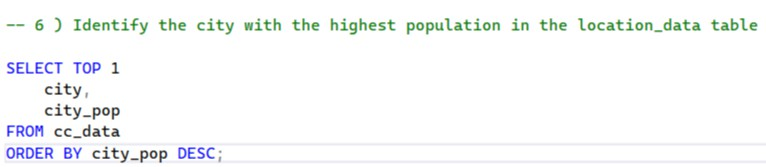 -- 6 ) Identify the city with the highest population in the location_data table
SELECT TOP 1
city,
city_pop
FROM cc_data
ORDER BY city_pop DESC;